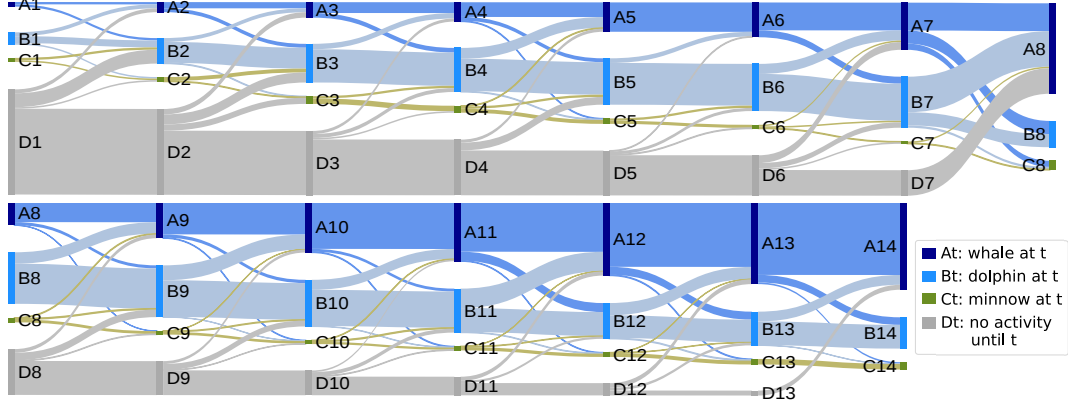 A1 A2 A3 A4 A5 A6 A7 A8
B1 B2 B3 B4 B5 B6 B7 B8
C1 C2 C3 C4 C5 C6 C7 C8
D1 D2 D3 D4 D5 D6 D7
A8 A9 A10 A11 A12 A13 A14
B8 B9 B10 B11 B12 B13 B14
C8 C9 C10 C11 C12 C13 C14
D8 D9 D10 D11 D12 D13
At: whale at t
Bt: dolphin at t
Ct: minnow at t
Dt: no activity
until t